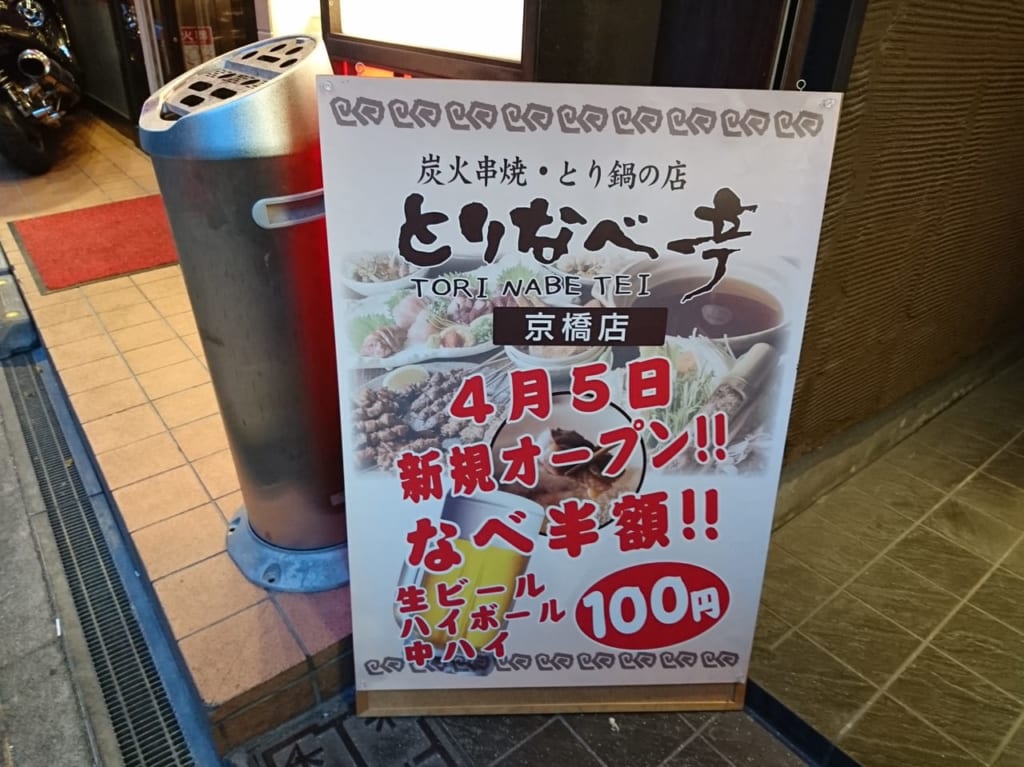 炭火串焼・とり鍋の店
とりなべ亭
TORI NABE TEI
京橋店
4月5日
新規オープン!!
なべ半額!!
生ビール
ハイボール
中ハイ
100円